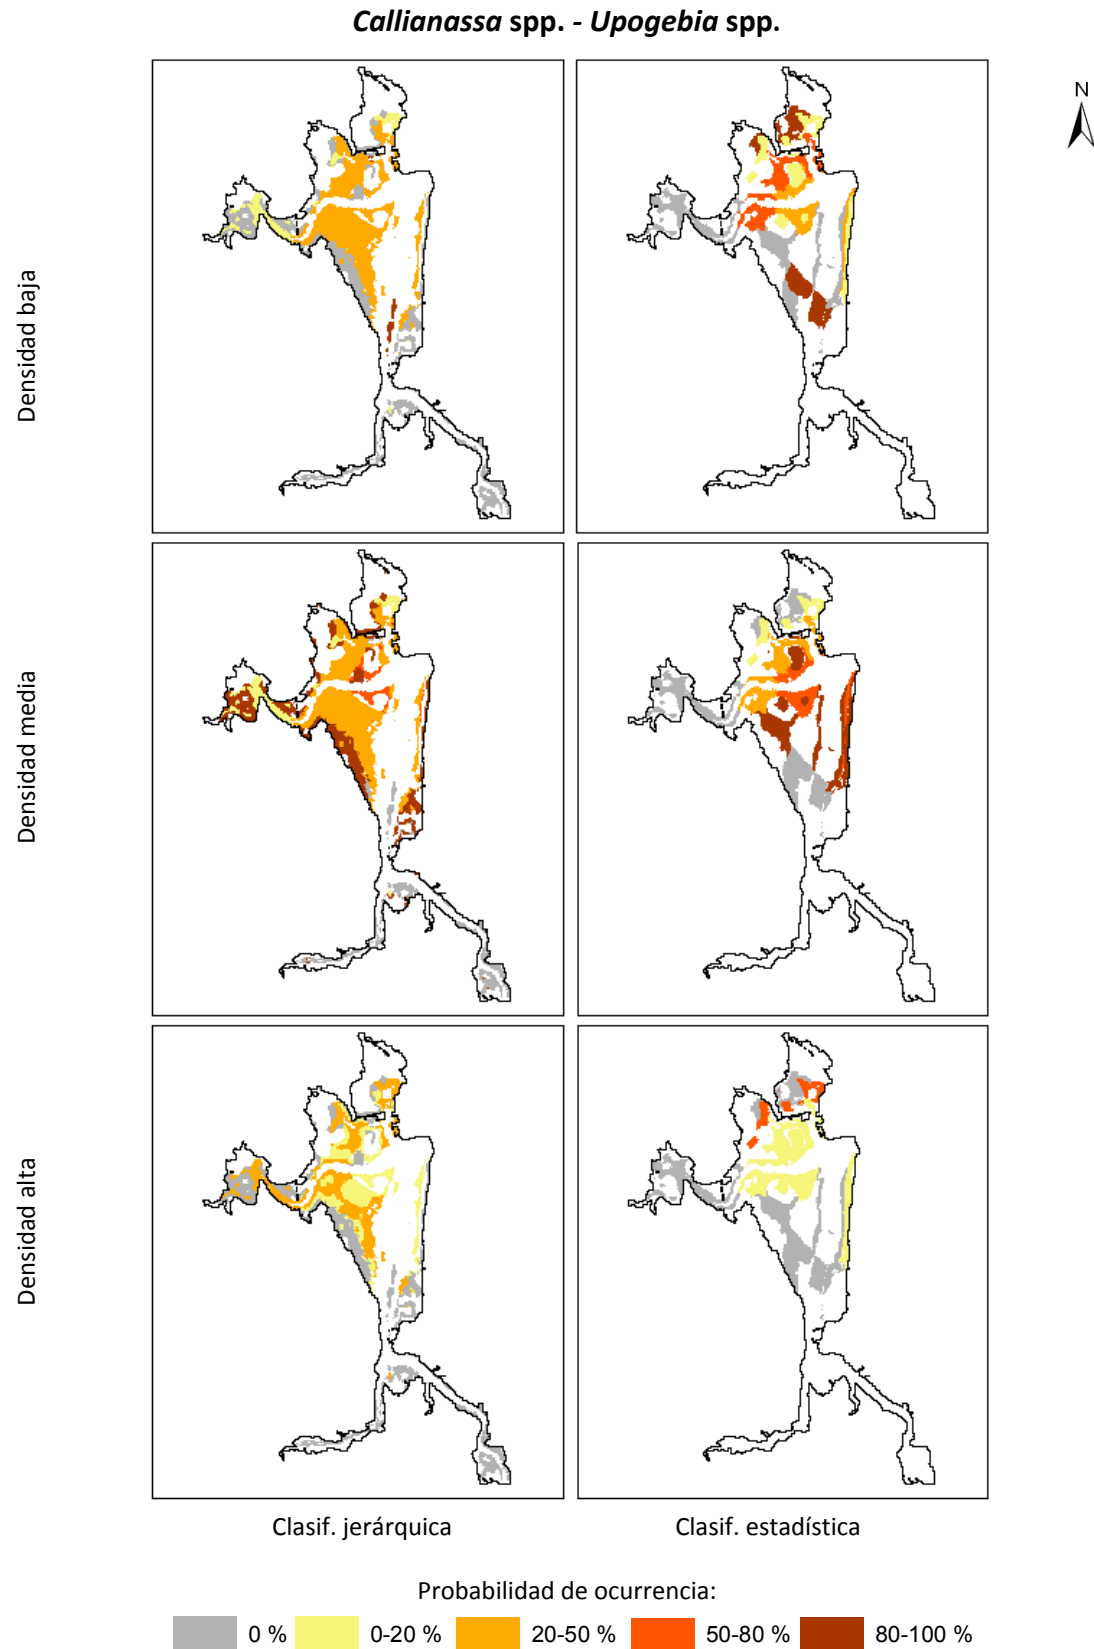 Callianassa spp. - Upogebia spp.
N
Densidad baja
Densidad media
Densidad alta
Clasif. jerárquica
Clasif. estadística
Probabilidad de ocurrencia:
0 % 0-20 % 20-50 % 50-80 % 80-100 %